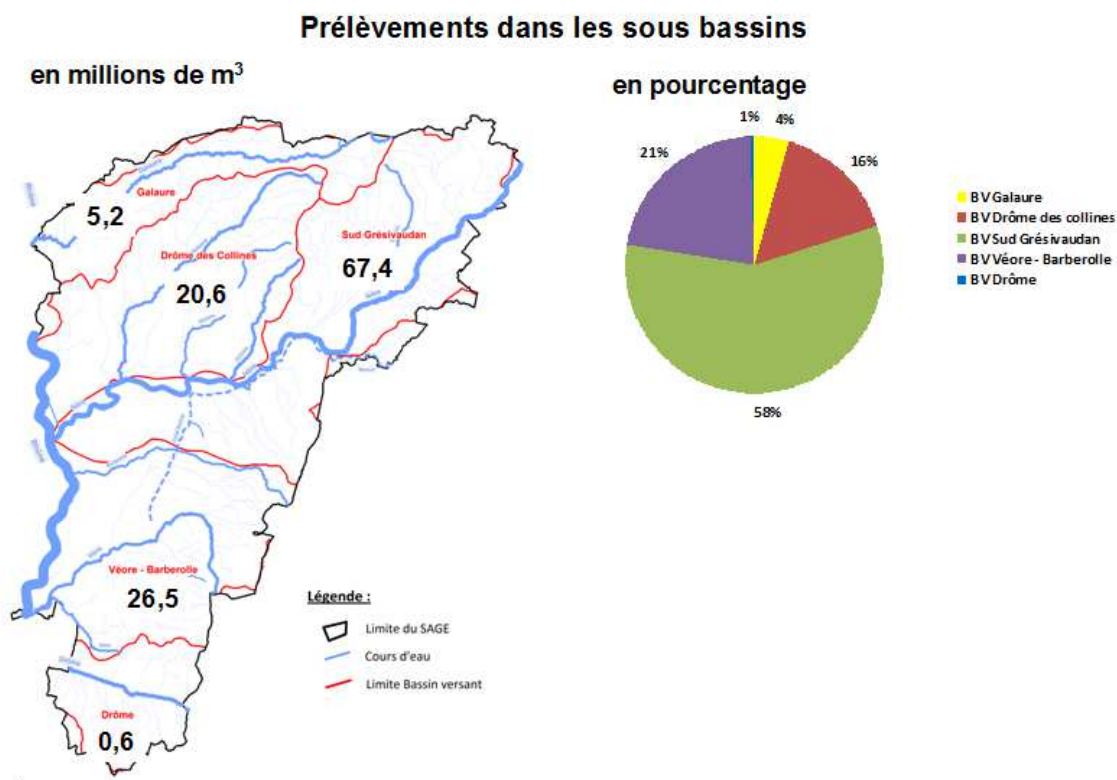 Prélèvements dans les sous bassins
en millions de m³
en pourcentage
1%
4%
21%
16%
58%
BV Galaure
BV Drôme des collines
BV Sud Grésivaudan
BV Véore - Barberolle
BV Drôme
Galaure
5,2
Sud Grésivaudan
67,4
Drôme des Collines
20,6
Véore - Barberolle
26,5
Drôme
0,6
Légende :
Limite du SAGE
Cours d'eau
Limite Bassin versant